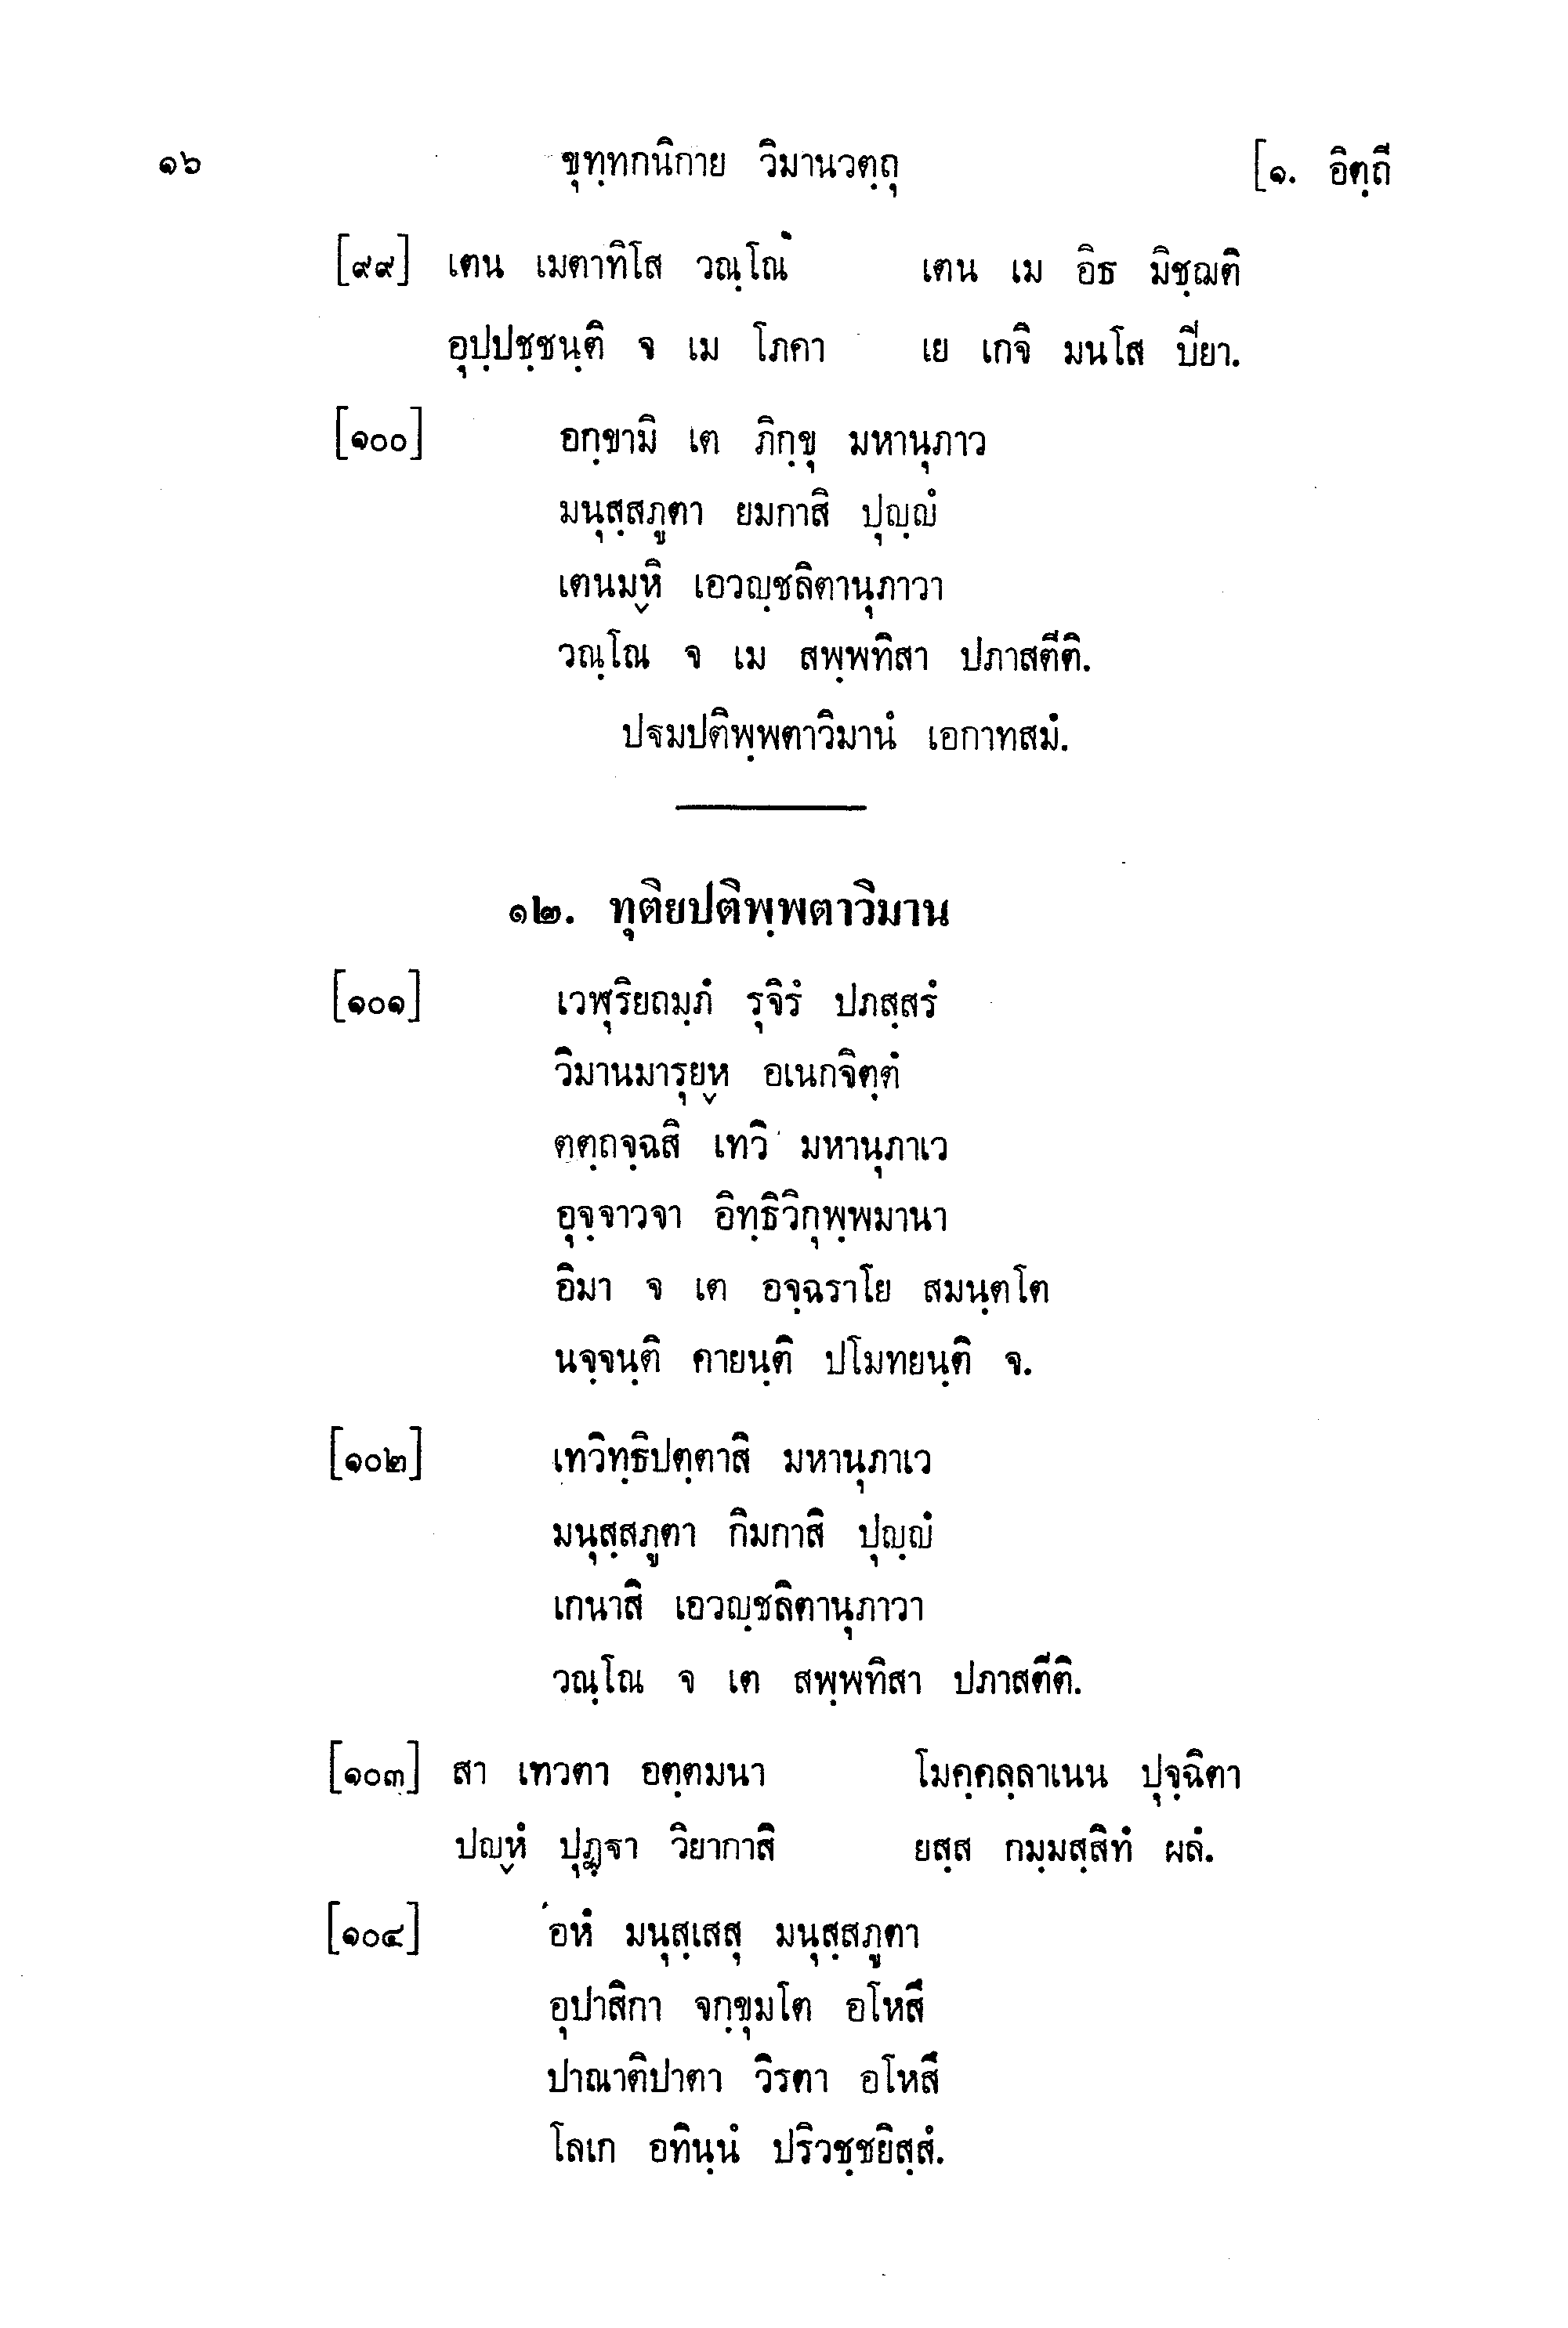 ๑๖ ขุทฺทกนิกาย วิมานวตฺถุ [๑. อิตฺถี
[๙๙] เตน เมตาทิโส วณฺโณ เตน เม อิธ มิชฺฌติ
อุปฺปชฺชนฺติ จ เม โภคา เย เกจิ มนโส ปิยา.
[๑๐๐] อกฺขามิ เต ภิกฺขุ มหานุภาว
มนุสฺสภูตา ยมกาสิ ปุญฺญํ
เตนมฺหิ เอวญฺชลิตานุภาวา
วณฺโณ จ เม สพฺพทิสา ปภาสตีติ.
ปฐมปติพฺพตาวิมานํ เอกาทสมํ.
๑๒. ทุติยปติพฺพตาวิมาน
[๑๐๑] เวฬุริยถมฺภํ รุจิรํ ปภสฺสรํ
วิมานมารุยฺห อเนกจิตฺตํ
ตตฺถจฺฉสิ เทวิ มหานุภาเว
อุจฺจาวจา อิทฺธิวิกุพฺพมานา
อิมา จ เต อจฺฉราโย สมนฺตโต
นจฺจนฺติ คายนฺติ ปโมทยนฺติ จ.
[๑๐๒] เทวิทฺธิปตฺตาสิ มหานุภาเว
มนุสฺสภูตา กิมกาสิ ปุญฺญํ
เกนาสิ เอวญฺชลิตานุภาวา
วณฺโณ จ เต สพฺพทิสา ปภาสตีติ.
[๑๐๓] สา เทวตา อตฺตมนา โมคฺคลฺลาเนน ปุจฺฉิตา
ปญฺหํ ปุฏฺฐา วิยากาสิ ยสฺส กมฺมสฺสิทํ ผลํ.
[๑๐๔] อหํ มนุสฺเสสุ มนุสฺสภูตา
อุปาสิกา จกฺขุมโต อโหสึ
ปาณาติปาตา วิรตา อโหสึ
โลเก อทินฺนํ ปริวชฺชยิสฺสํ.